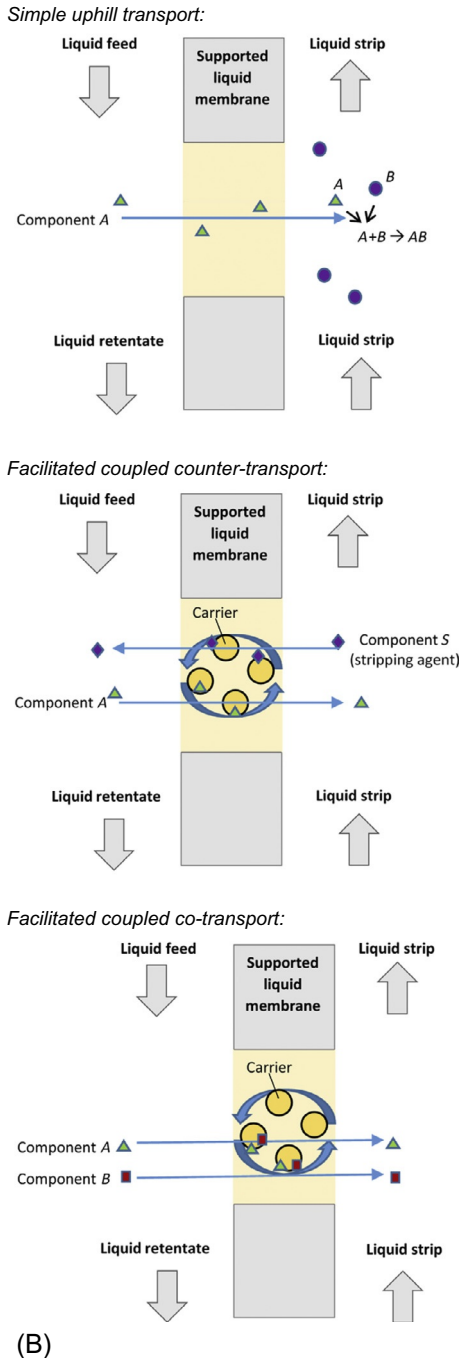 Simple uphill transport:
Liquid feed
Supported
liquid
membrane
Liquid strip
A
B
Component A
A+B → AB
Liquid retentate
Liquid strip
Facilitated coupled counter-transport:
Liquid feed
Supported
liquid
membrane
Liquid strip
Carrier
Component S
(stripping agent)
Component A
Liquid retentate
Liquid strip
Facilitated coupled co-transport:
Liquid feed
Supported
liquid
membrane
Liquid strip
Carrier
Component A
Component B
Liquid retentate
Liquid strip
(B)